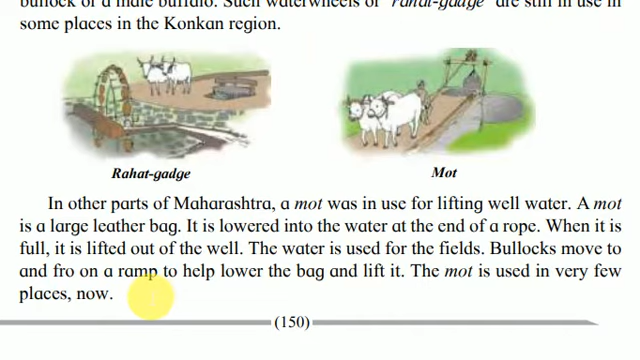 bullock or a male buffalo. Such waterwheels or 'rahat-gadge' are still in use in
some places in the Konkan region.
Rahat-gadge
Mot
In other parts of Maharashtra, a mot was in use for lifting well water. A mot
is a large leather bag. It is lowered into the water at the end of a rope. When it is
full, it is lifted out of the well. The water is used for the fields. Bullocks move to
and fro on a ramp to help lower the bag and lift it. The mot is used in very few
places, now.
(150)